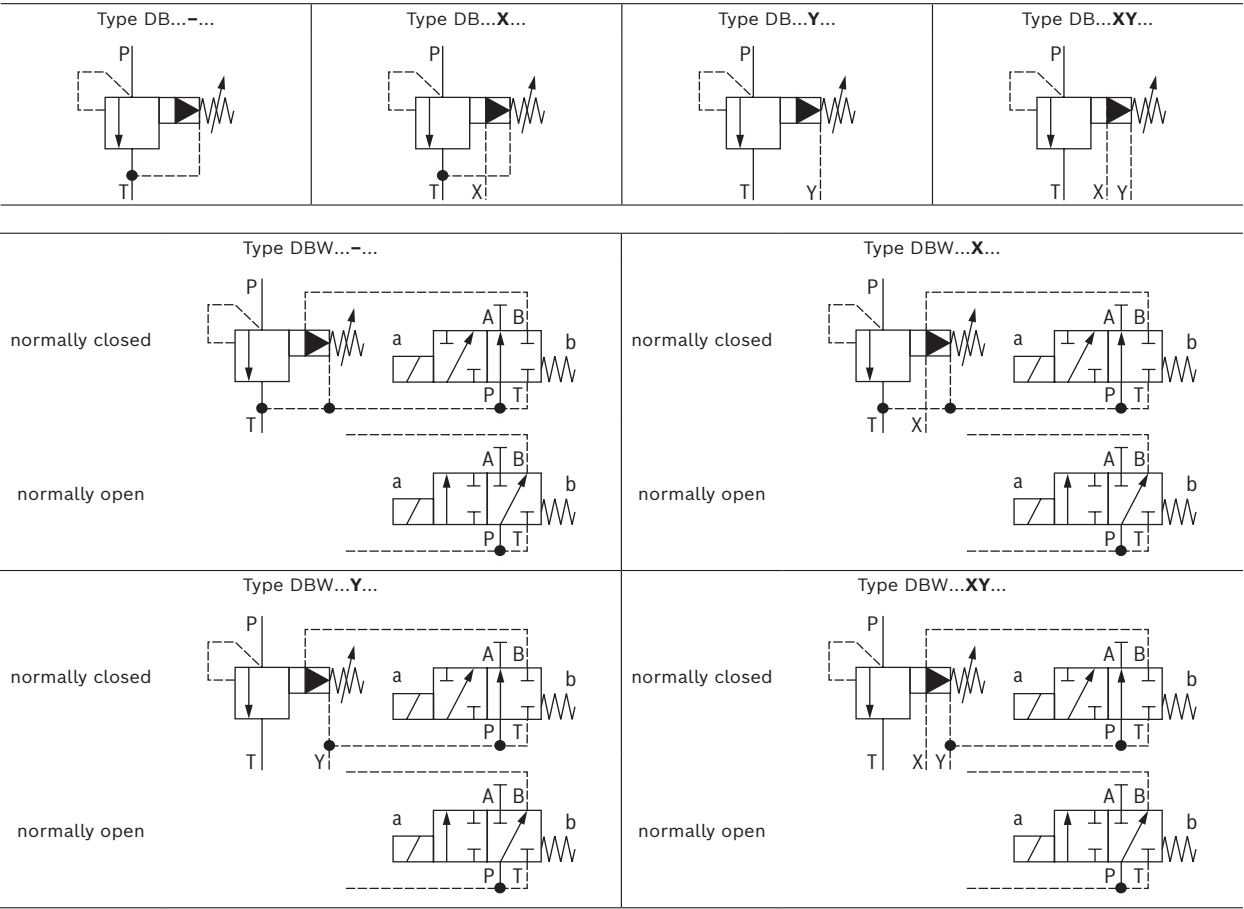 Type DB...–... Type DB...X... Type DB...Y... Type DB...XY...
P P P P
T T X T Y T X Y
Type DBW...–... Type DBW...X...
P P
A B A B
normally closed a b normally closed a b
P T P T
T T X
A B A B
a b a b
normally open normally open
P T P T
Type DBW...Y... Type DBW...XY...
P P
A B A B
normally closed a b normally closed a b
P T P T
T Y T X Y
A B A B
a b a b
normally open normally open
P T P T